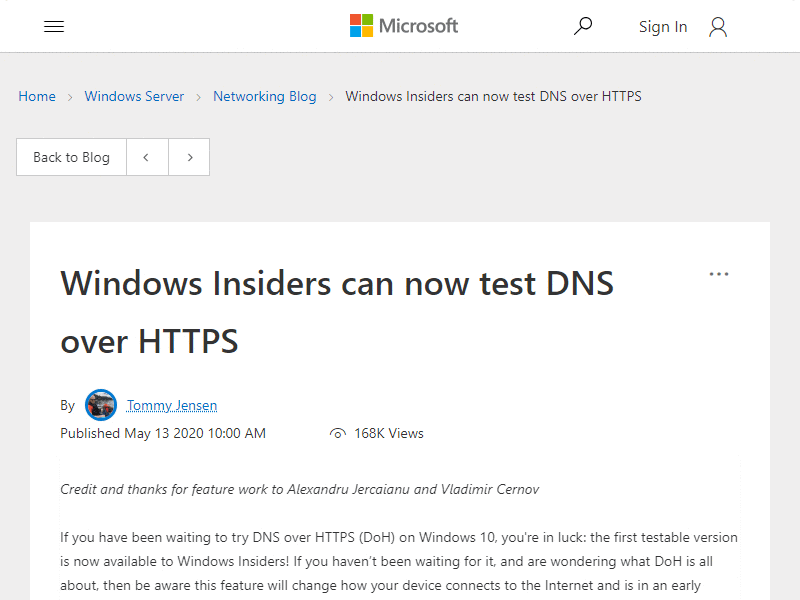 Microsoft
Sign In
Home > Windows Server > Networking Blog > Windows Insiders can now test DNS over HTTPS
Back to Blog
Windows Insiders can now test DNS
over HTTPS
By Tommy Jensen
Published May 13 2020 10:00 AM 168K Views
Credit and thanks for feature work to Alexandru Jercaianu and Vladimir Cernov
If you have been waiting to try DNS over HTTPS (DoH) on Windows 10, you're in luck: the first testable version
is now available to Windows Insiders! If you haven’t been waiting for it, and are wondering what DoH is all
about, then be aware this feature will change how your device connects to the Internet and is in an early